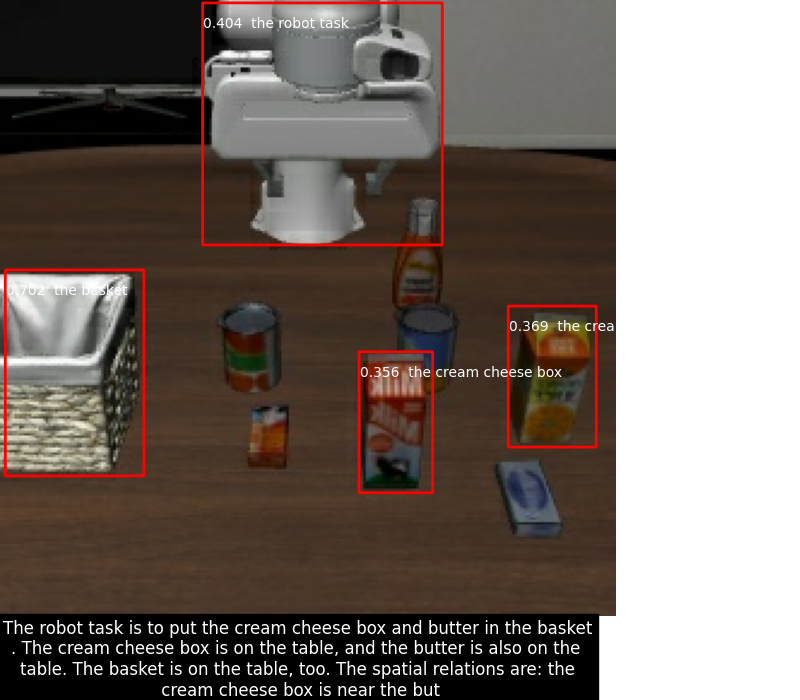 0.404 the robot task
0.702 the basket
0.369 the crea
0.356 the cream cheese box
The robot task is to put the cream cheese box and butter in the basket
. The cream cheese box is on the table, and the butter is also on the
table. The basket is on the table, too. The spatial relations are: the
cream cheese box is near the but